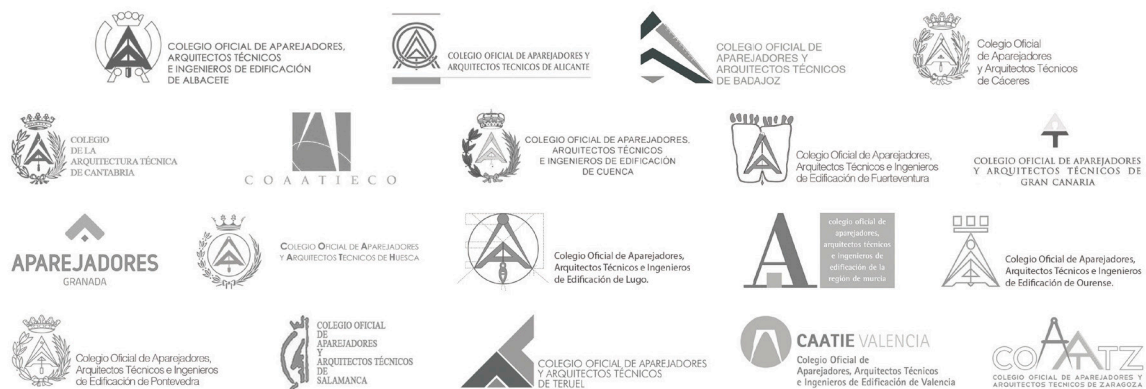 COLEGIO OFICIAL DE APAREJADORES,
ARQUITECTOS TÉCNICOS
E INGENIEROS DE EDIFICACIÓN
DE ALBACETE
COLEGIO OFICIAL DE APAREJADORES Y
ARQUITECTOS TECNICOS DE ALICANTE
COLEGIO OFICIAL DE
APAREJADORES Y
ARQUITECTOS TÉCNICOS
DE BADAJOZ
Colegio Oficial
de Aparejadores
y Arquitectos Técnicos
de Cáceres
COLEGIO
DE LA
ARQUITECTURA TÉCNICA
DE CANTABRIA
COAATIECO
COLEGIO OFICIAL DE APAREJADORES,
ARQUITECTOS TÉCNICOS
E INGENIEROS DE EDIFICACIÓN
DE CUENCA
Colegio Oficial de Aparejadores,
Arquitectos Técnicos e Ingenieros
de Edificación de Fuerteventura
COLEGIO OFICIAL DE APAREJADORES
Y ARQUITECTOS TÉCNICOS DE
GRAN CANARIA
APAREJADORES
GRANADA
COLEGIO OFICIAL DE APAREJADORES
Y ARQUITECTOS TECNICOS DE HUESCA
Colegio Oficial de Aparejadores,
Arquitectos Técnicos e Ingenieros
de Edificación de Lugo.
colegio oficial de
aparejadores,
arquitectos técnicos
e ingenieros de
edificación de la
región de murcia
Colegio Oficial de Aparejadores,
Arquitectos Técnicos e Ingenieros
de Edificación de Ourense.
Colegio Oficial de Aparejadores,
Arquitectos Técnicos e Ingenieros
de Edificación de Pontevedra
COLEGIO OFICIAL
DE
APAREJADORES
Y
ARQUITECTOS TÉCNICOS
DE
SALAMANCA
COLEGIO OFICIAL DE APAREJADORES
Y ARQUITECTOS TÉCNICOS
DE TERUEL
CAATIE VALENCIA
Colegio Oficial de
Aparejadores, Arquitectos Técnicos
e Ingenieros de Edificación de Valencia
COAATZ
COLEGIO OFICIAL DE APAREJADORES Y
ARQUITECTOS TECNICOS DE ZARAGOZA